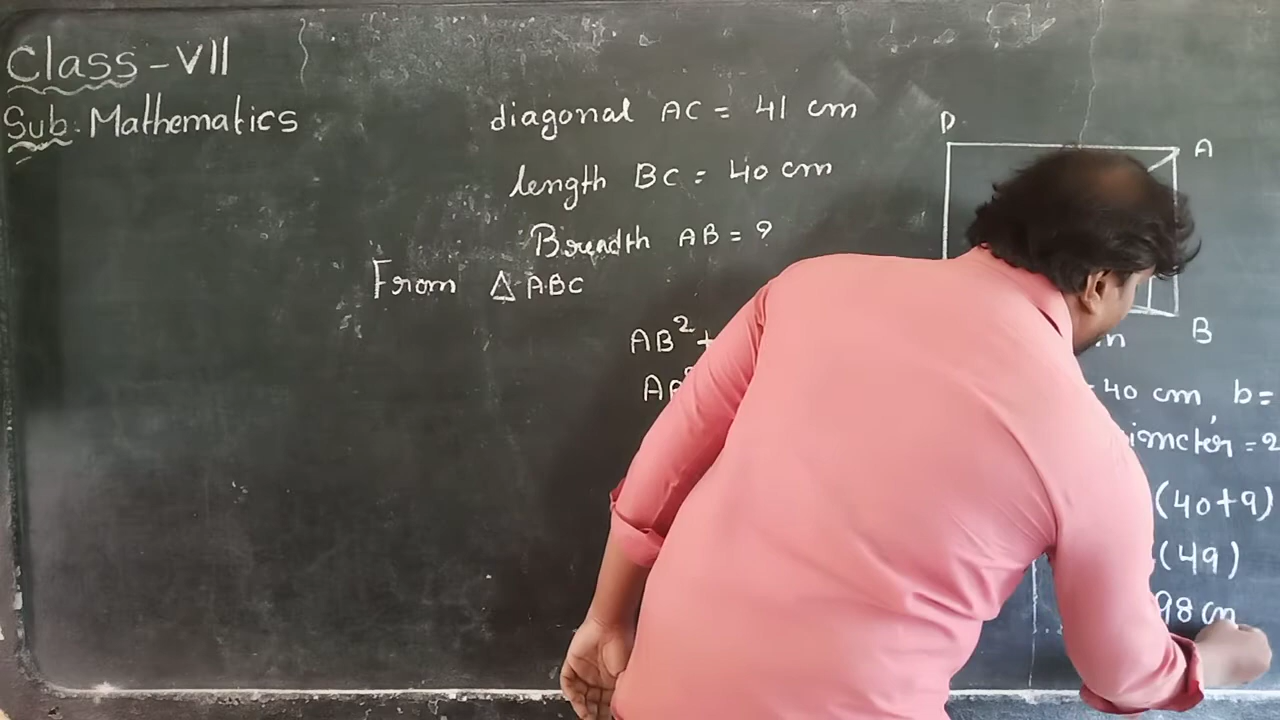 Class - VII
Sub: Mathematics
diagonal AC = 41 cm
length BC = 40 cm
Breadth AB = ?
From △ ABC
AB² +
D
A
B
40 cm, b =
= 2
(40+9)
(49)
98 cm